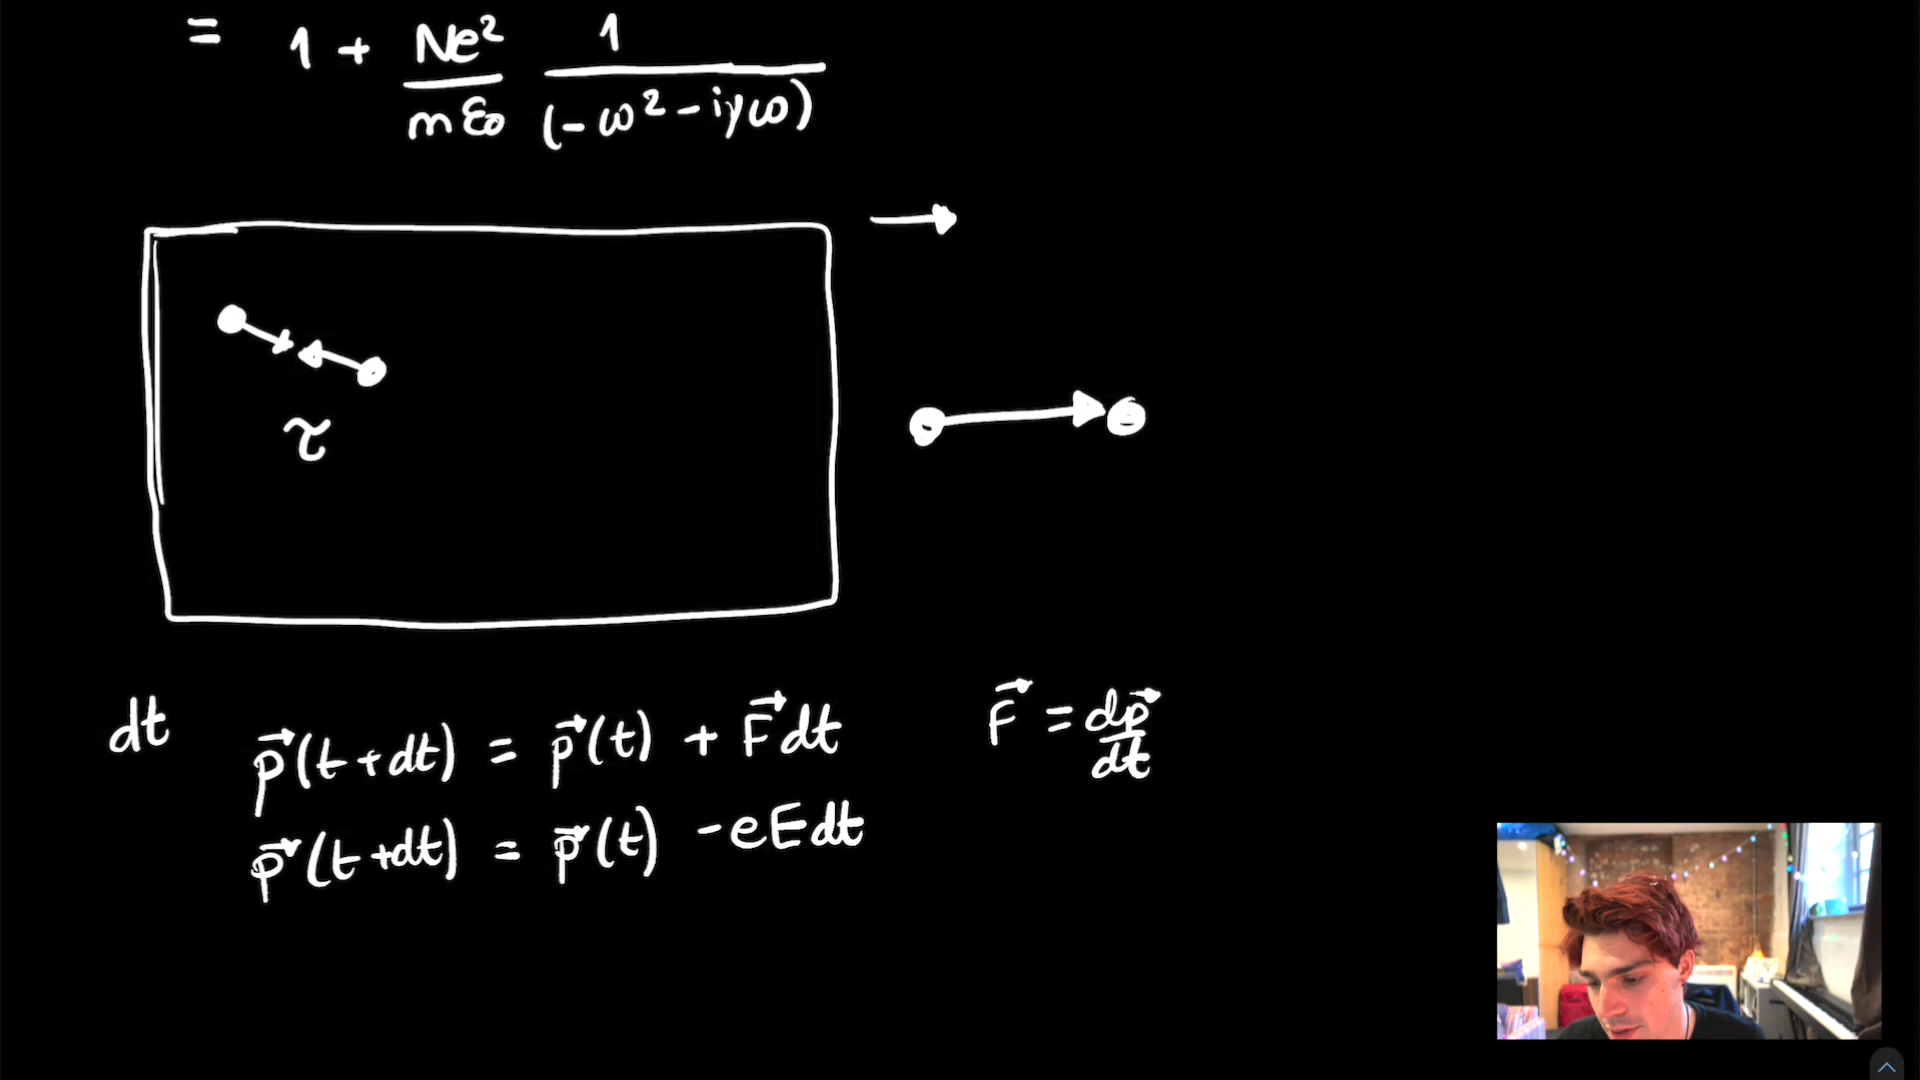 = 1 + Ne²/mε₀ 1/(-ω² - iγω)
τ
dt
p⃗(t+dt) = p⃗(t) + F⃗dt
F⃗ = dp⃗/dt
p⃗(t+dt) = p⃗(t) - eEdt